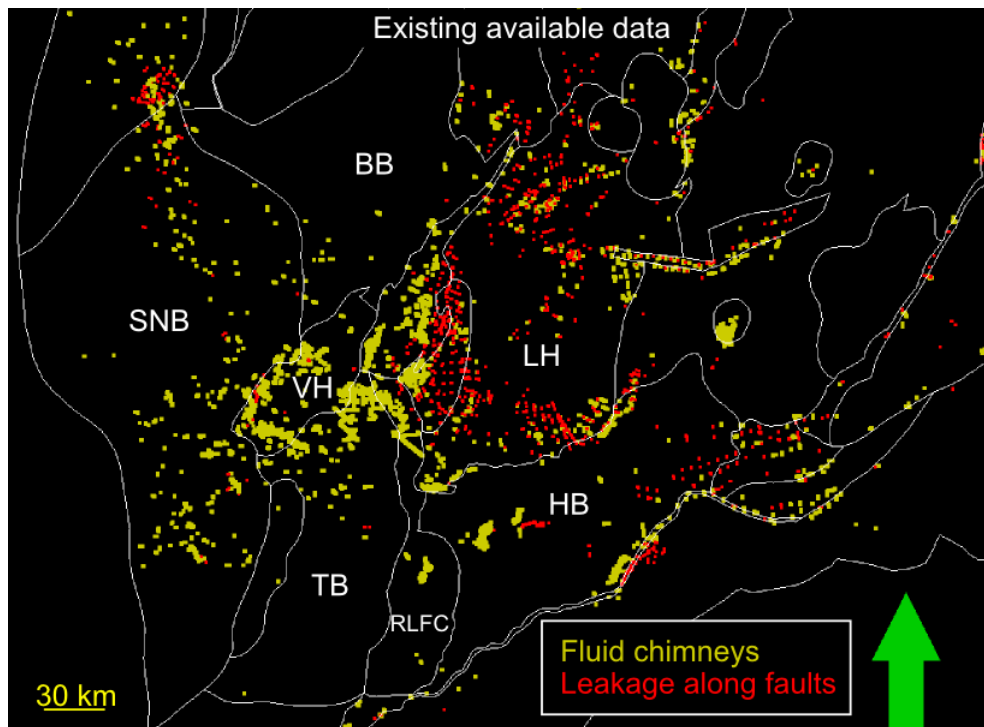 Existing available data
BB
SNB
LH
VH
HB
TB
RLFC
Fluid chimneys
Leakage along faults
30 km